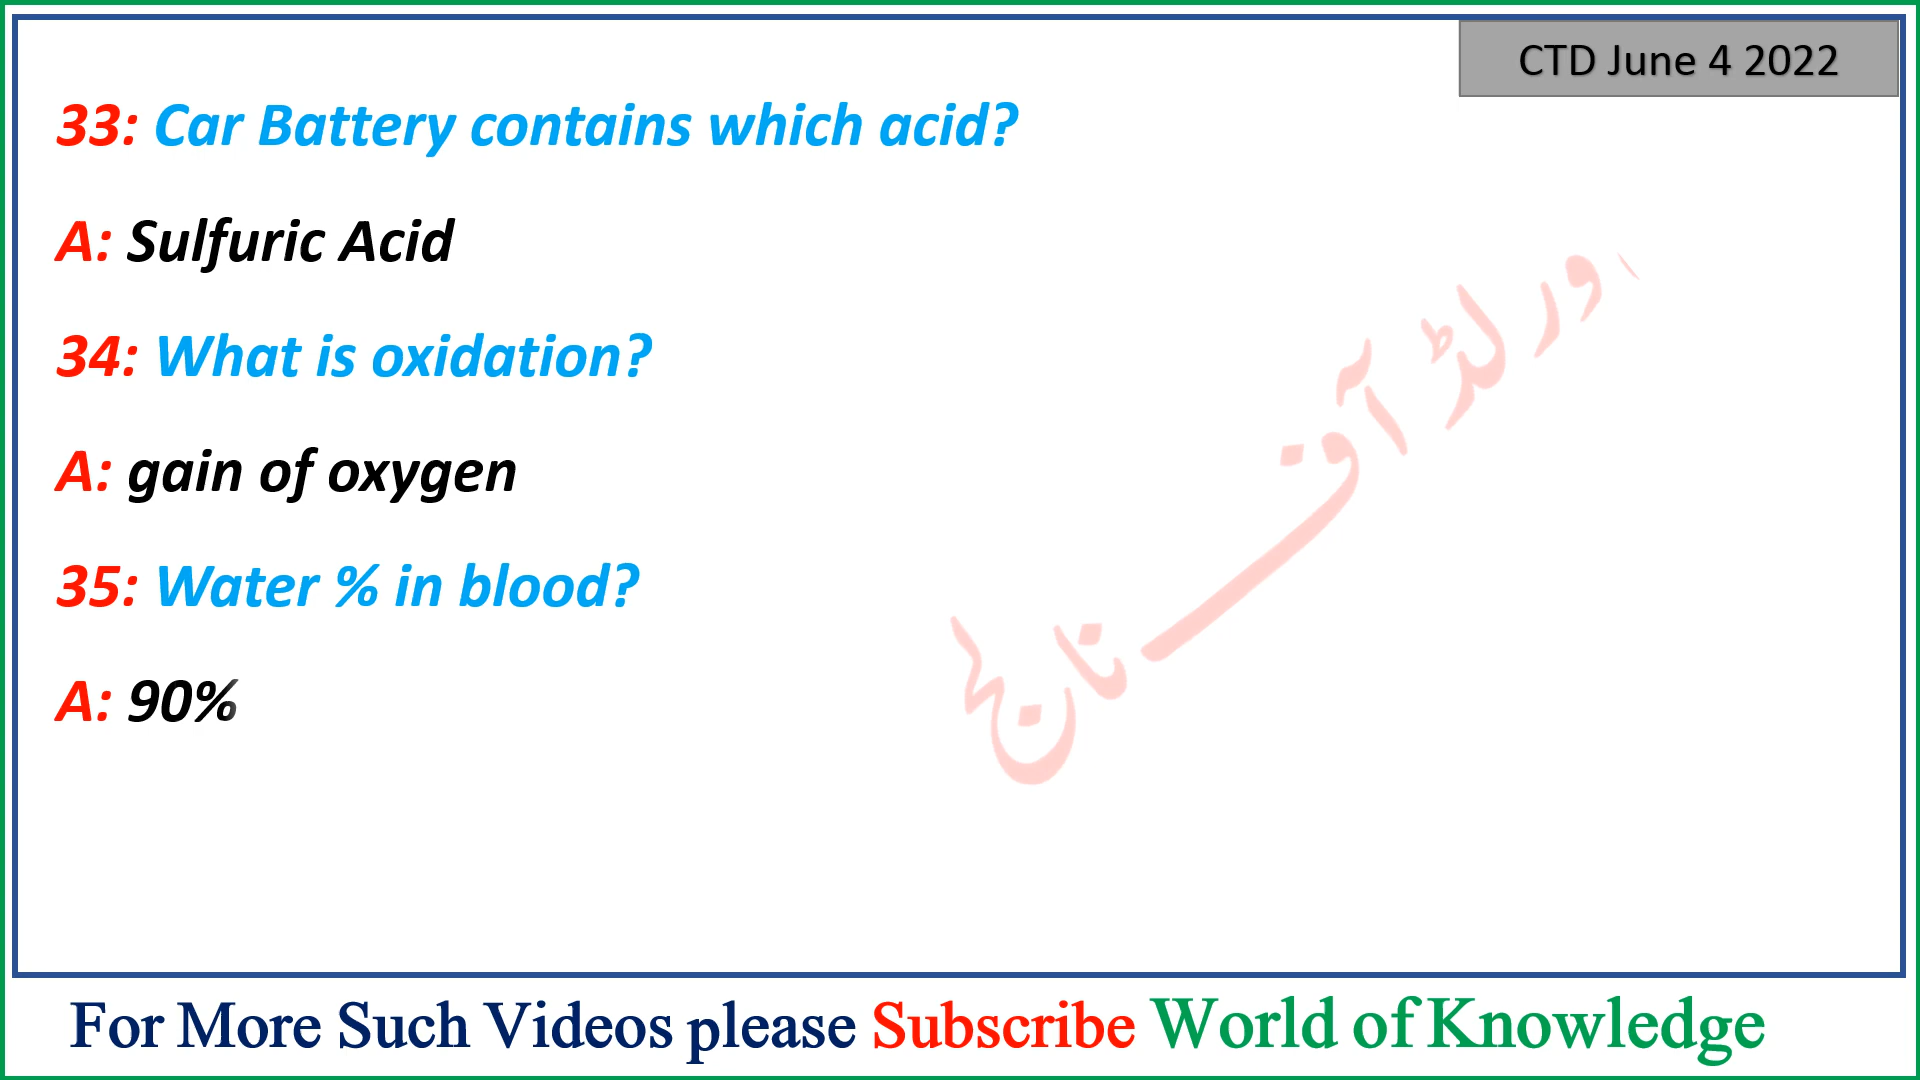 CTD June 4 2022
33: Car Battery contains which acid?
A: Sulfuric Acid
34: What is oxidation?
A: gain of oxygen
35: Water % in blood?
A: 90%
ورلڈ آف نالج
For More Such Videos please Subscribe World of Knowledge